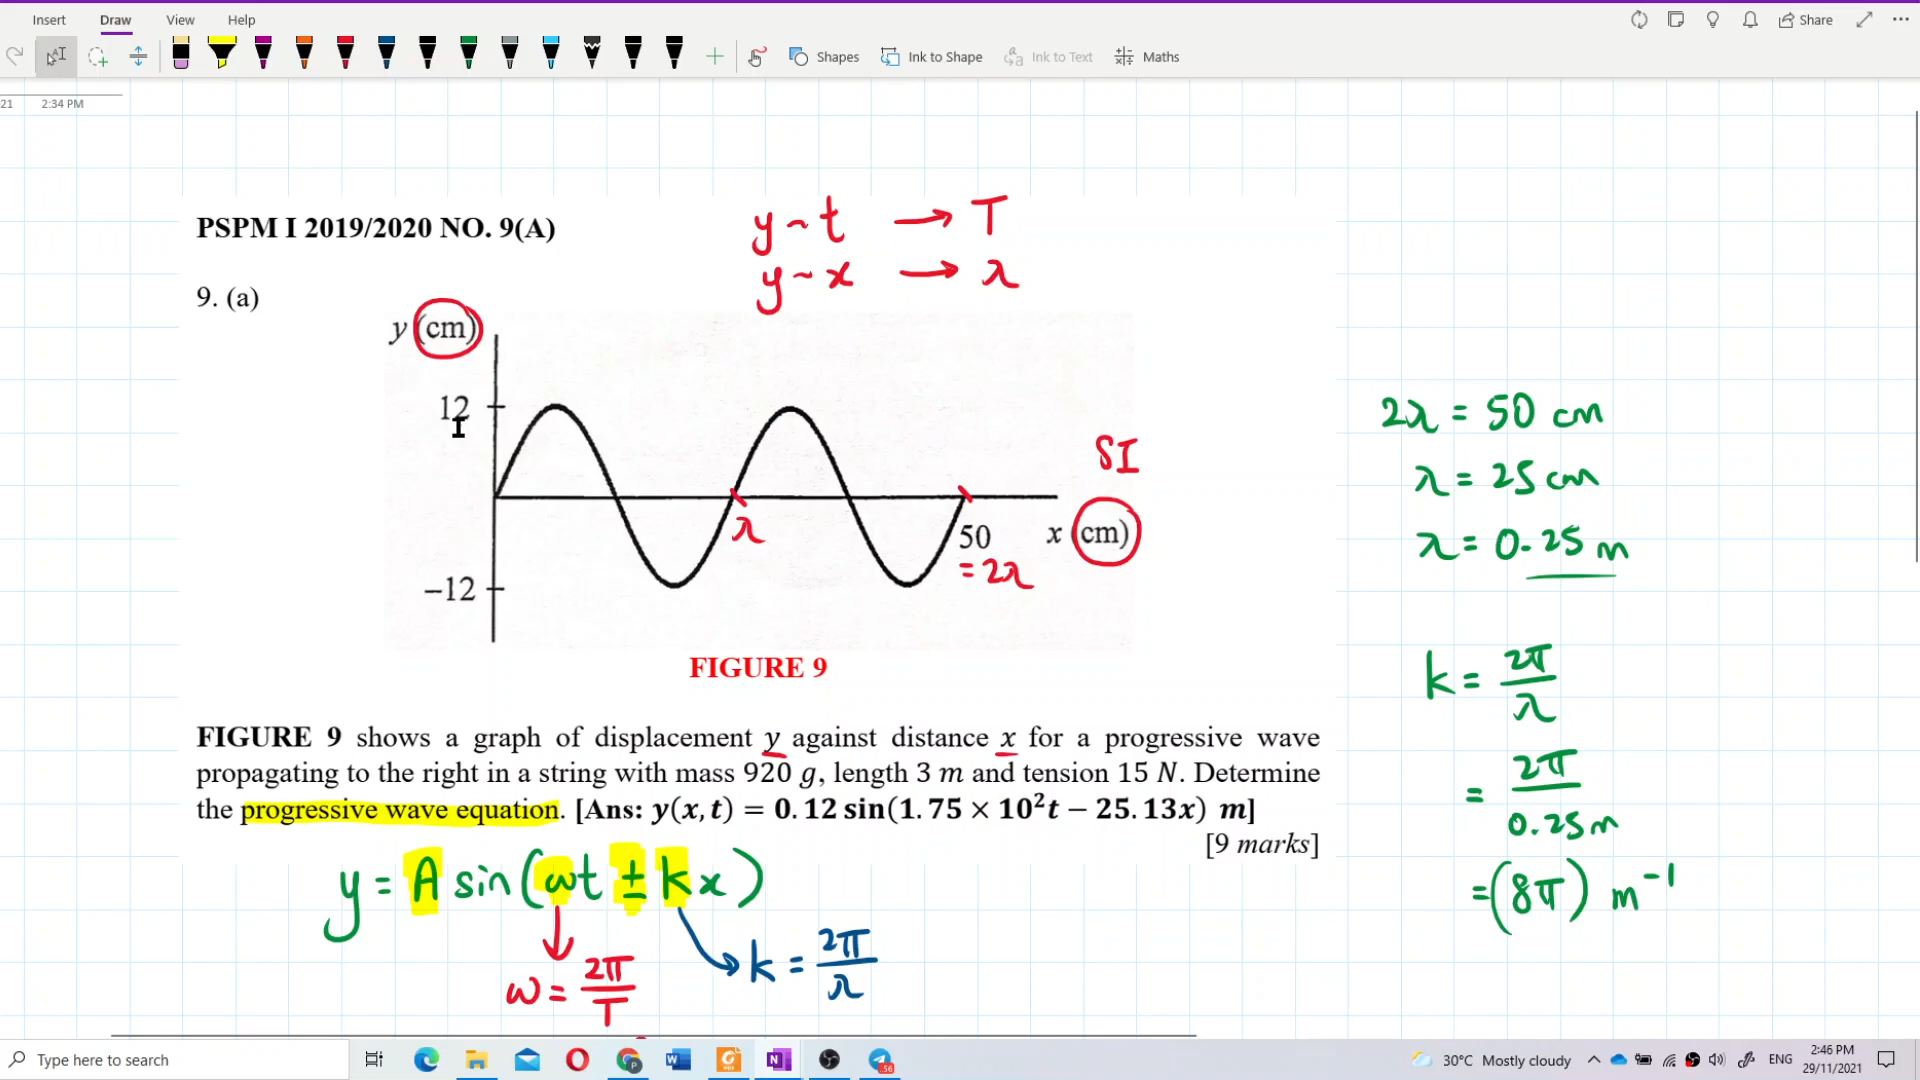 Insert Draw View Help
Share
Shapes Ink to Shape Ink to Text Maths
21 2:34 PM
PSPM I 2019/2020 NO. 9(A)
y ~ t → T
y ~ x → λ
9. (a)
y (cm)
12
-12
λ
50
= 2λ
x (cm)
SI
FIGURE 9
2λ = 50 cm
λ = 25 cm
λ = 0.25 m
k = 2π/λ
= 2π/0.25m
= (8π) m⁻¹
FIGURE 9 shows a graph of displacement y against distance x for a progressive wave
propagating to the right in a string with mass 920 g, length 3 m and tension 15 N. Determine
the progressive wave equation. [Ans: y(x, t) = 0.12 sin(1.75 × 10²t − 25.13x) m]
[9 marks]
y = A sin(ωt ± kx)
ω = 2π/T
k = 2π/λ
Type here to search
56
30°C Mostly cloudy
ENG
2:46 PM
29/11/2021